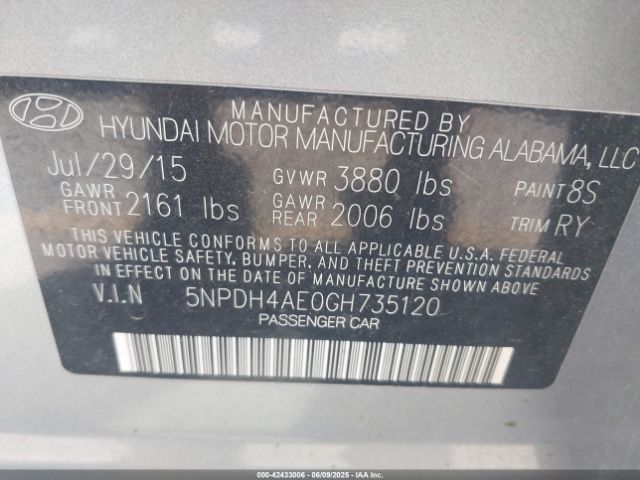 MANUFACTURED BY
HYUNDAI MOTOR MANUFACTURING ALABAMA, LLC
Jul/29/15 GVWR 3880 lbs PAINT 8S
GAWR FRONT 2161 lbs GAWR REAR 2006 lbs TRIM RY
THIS VEHICLE CONFORMS TO ALL APPLICABLE U.S.A. FEDERAL
MOTOR VEHICLE SAFETY, BUMPER, AND THEFT PREVENTION STANDARDS
IN EFFECT ON THE DATE OF MANUFACTURE SHOWN ABOVE
V.I.N 5NPDH4AE0GH735120
PASSENGER CAR
000-42433006 - 06/09/2025 - All Copyrights Reserved